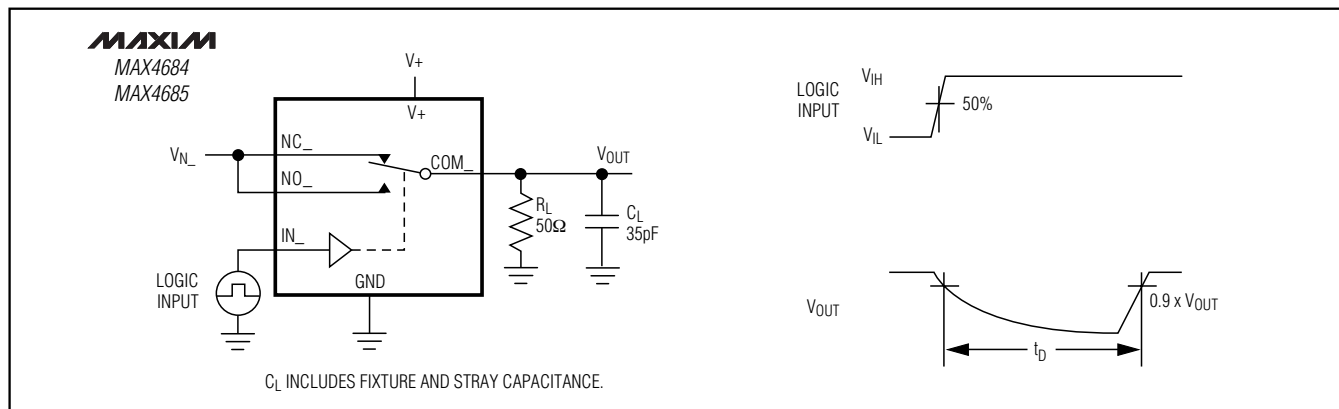 MAXIM
MAX4684
MAX4685
V+
V+
V_N_
NC_
NO_
COM_
V_OUT
IN_
R_L
50Ω
C_L
35pF
LOGIC
INPUT
GND
C_L INCLUDES FIXTURE AND STRAY CAPACITANCE.
LOGIC
INPUT
V_IH
50%
V_IL
V_OUT
0.9 x V_OUT
t_D